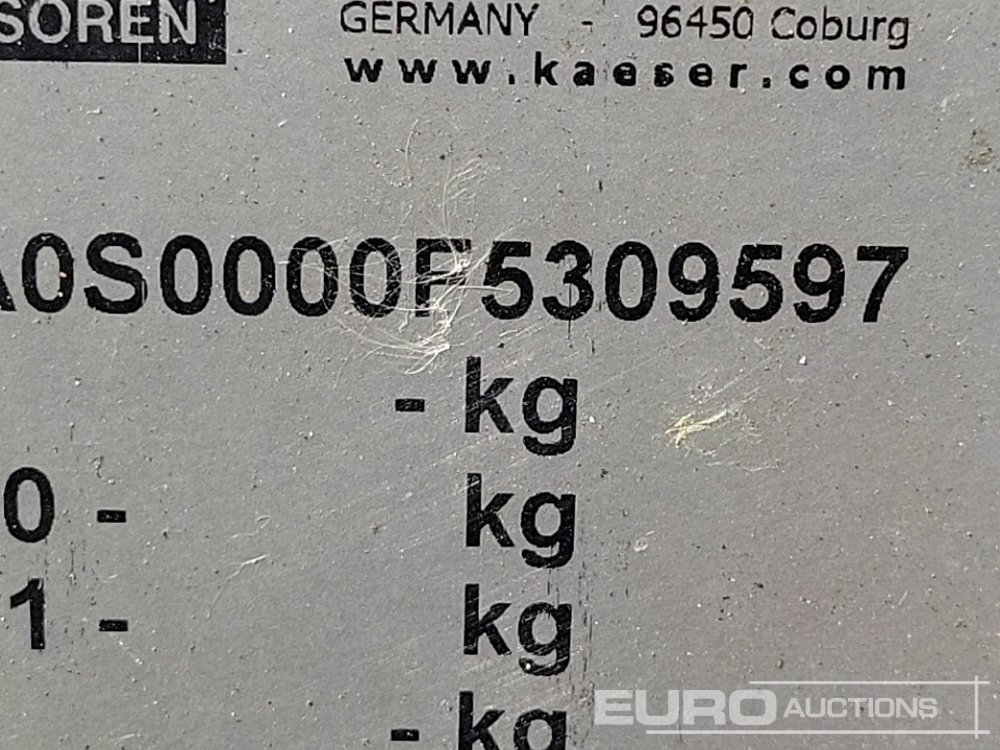 SOREN
GERMANY - 96450 Coburg
www.kaeser.com
A0S0000F5309597
- kg
0 - kg
1 - kg
- kg
EURO AUCTIONS